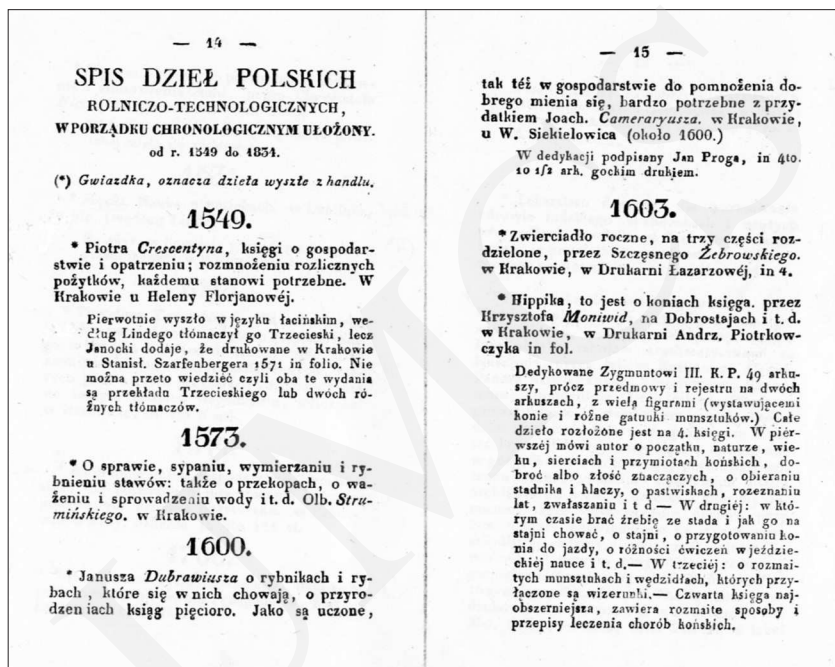 — 14 —
SPIS DZIEŁ POLSKICH
ROLNICZO-TECHNOLOGICZNYCH,
W PORZĄDKU CHRONOLOGICZNYM UŁOŻONY.
od r. 1549 do 1834.
(*) Gwiazdka, oznacza dzieła wyszłe z handlu.
1549.
* Piotra Crescentyna, księgi o gospodar-
stwie i opatrzeniu; rozmnożeniu rozlicznych
pożytków, każdemu stanowi potrzebne. W
Krakowie u Heleny Florjanowéj.
Pierwotnie wyszło w języku łacińskim, we-
dług Lindego tłómaczył go Trzecieski, lecz
Janocki dodaje, że drukowane w Krakowie
u Stanisł. Szarfenbergera 1571 in folio. Nie
można przeto wiedzieć czyli oba te wydania
są przekładu Trzecieskiego lub dwóch ró-
żnych tłómaczów.
1573.
* O sprawie, sypaniu, wymierzaniu i ry-
bnieniu stawów: także o przekopach, o wa-
żeniu i sprowadzeniu wody i t. d. Olb. Stru-
mińskiego. w Krakowie.
1600.
* Janusza Dubrawiusza o rybnikach i ry-
bach, które się w nich chowają, o przyro-
dzen iach ksiąg pięcioro. Jako są uczone,
— 15 —
tak téż w gospodarstwie do pomnożenia do-
brego mienia się, bardzo potrzebne z przy-
datkiem Joach. Cameraryusza. w Krakowie,
u W. Siekielowica (około 1600.)
W dedykacji podpisany Jan Proga, in 4to.
10 1/2 ark. gockim drukiem.
1603.
* Zwierciadło roczne, na trzy części roz-
dzielone, przez Szczęsnego Żebrowskiego.
w Krakowie, w Drukarni Łazarzowéj, in 4.
* Hippika, to jest o koniach księga. przez
Krzysztofa Moniwid, na Dobrostajach i t. d.
w Krakowie, w Drukarni Andrz. Piotrkow-
czyka in fol.
Dedykowane Zygmuntowi III. K. P. 49 arku-
szy, prócz przedmowy i rejestru na dwóch
arkuszach, z wielą figurami (wystawującemi
konie i różne gatunki munsztuków.) Całe
dzieło rozłożone jest na 4. księgi. W piér-
wszéj mówi autor o początku, naturze, wie-
ku, sierciach i przymiotach końskich, do-
broć albo złość znaczących, o obieraniu
stadnika i klaczy, o pastwiskach, rozeznaniu
lat, zwałaszaniu i t d — W drugiéj: w któ-
rym czasie brać źrebię ze stada i jak go na
stajni chować, o stajni, o przygotowaniu ko-
nia do jazdy, o różności ćwiczeń w jeździe-
ckiéj nauce i t. d.— W trzeciéj: o rozmai-
tych munsztukach i wędzidłach, których przy-
łączone są wizerunki.— Czwarta księga naj-
obszerniejsza, zawiera rozmaite sposoby i
przepisy leczenia chorób końskich.
UMCS